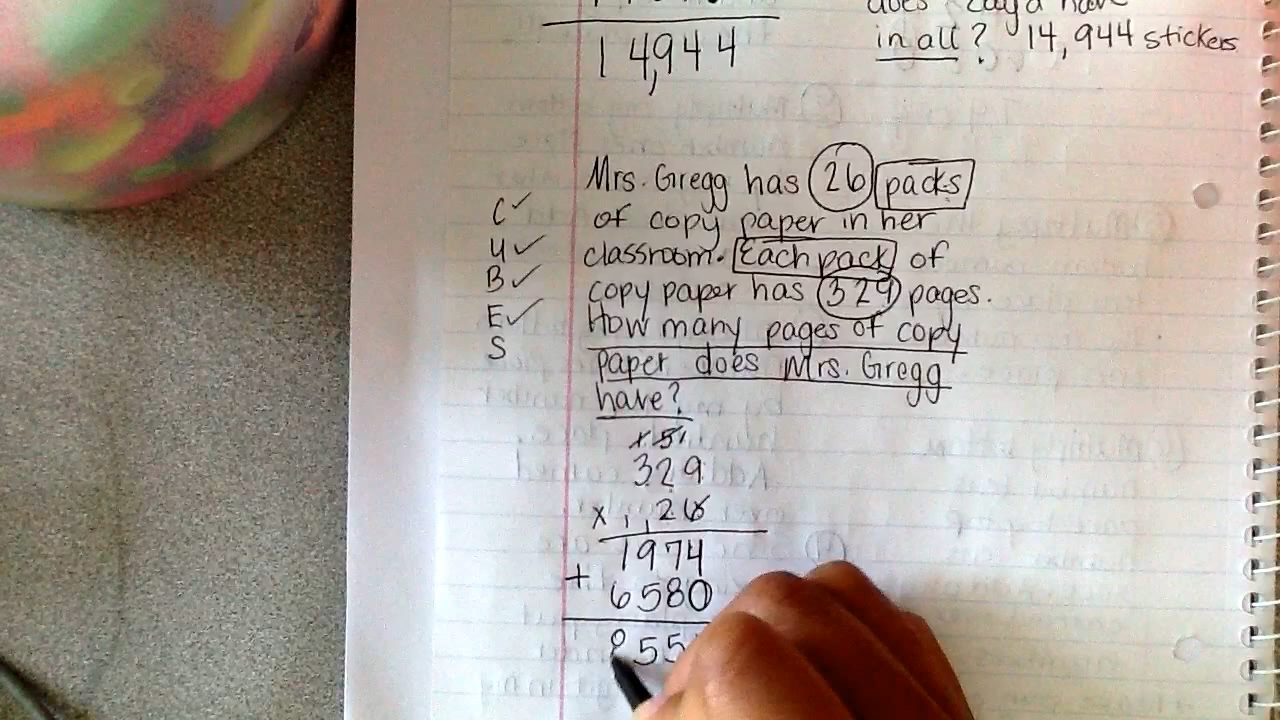 14,944
in all? 14,944 stickers
Mrs. Gregg has 26 packs
of copy paper in her
classroom. Each pack of
copy paper has 329 pages.
How many pages of copy
paper does Mrs. Gregg
have?
C✓
U✓
B✓
E✓
S
329
x 26
1974
+ 6580
855